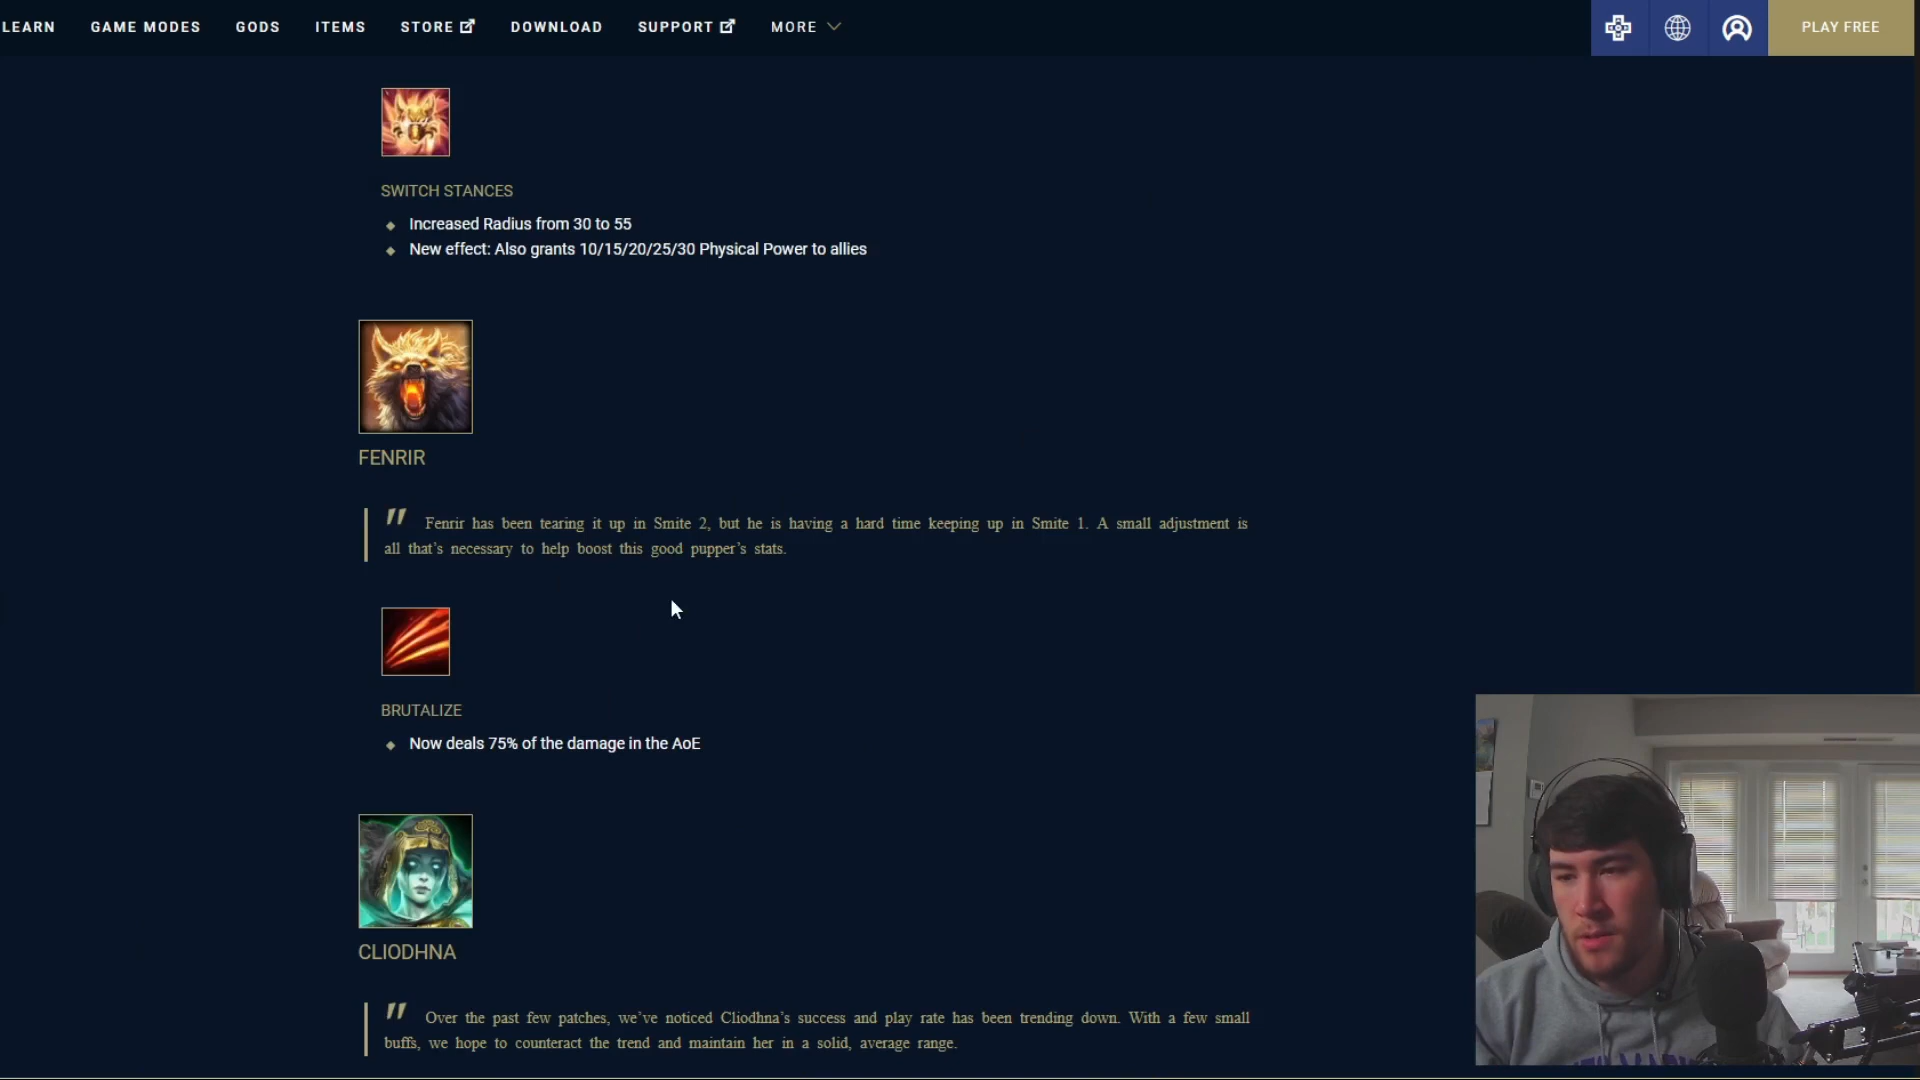 LEARN GAME MODES GODS ITEMS STORE DOWNLOAD SUPPORT MORE PLAY FREE
SWITCH STANCES
Increased Radius from 30 to 55
New effect: Also grants 10/15/20/25/30 Physical Power to allies
FENRIR
" Fenrir has been tearing it up in Smite 2, but he is having a hard time keeping up in Smite 1. A small adjustment is
all that's necessary to help boost this good pupper's stats.
BRUTALIZE
Now deals 75% of the damage in the AoE
CLIODHNA
" Over the past few patches, we've noticed Cliodhna's success and play rate has been trending down. With a few small
buffs, we hope to counteract the trend and maintain her in a solid, average range.